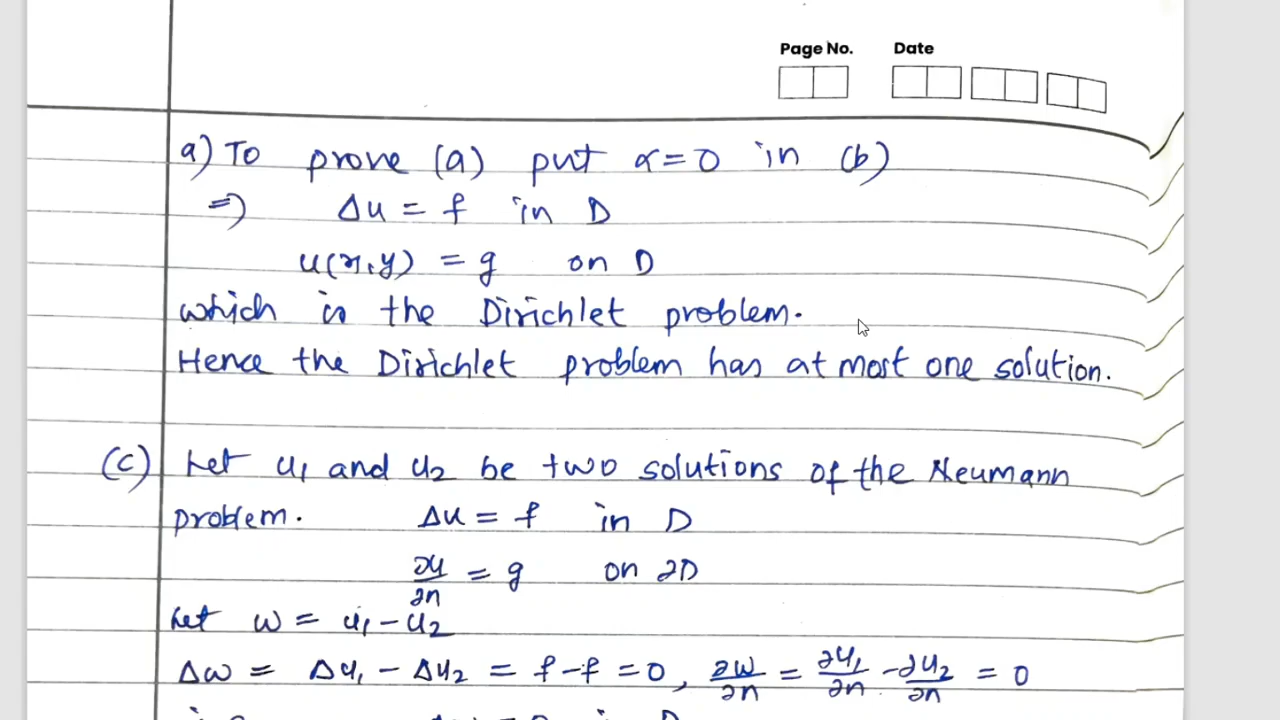 Page No. Date
a) To prove (a) put α=0 in (b)
⇒ Δu = f in D
u(x,y) = g on D
which is the Dirichlet problem.
Hence the Dirichlet problem has at most one solution.
(c) Let u₁ and u₂ be two solutions of the Neumann
problem. Δu = f in D
∂u/∂n = g on ∂D
Let w = u₁ - u₂
Δw = Δu₁ - Δu₂ = f - f = 0, ∂w/∂n = ∂u₁/∂n - ∂u₂/∂n = 0
in D